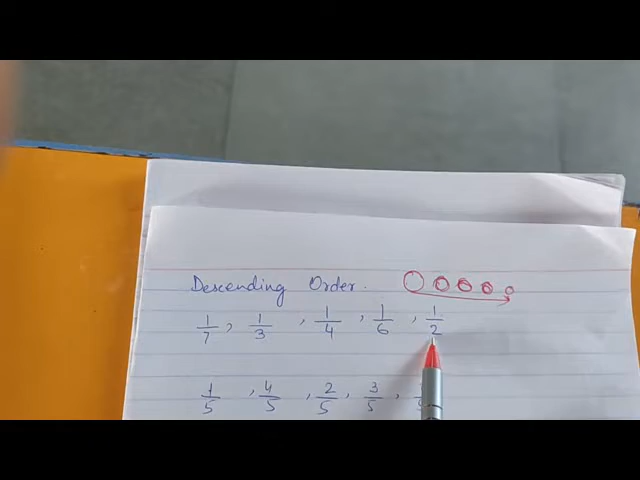 Descending Order.
1/7, 1/3, 1/4, 1/6, 1/2
1/5, 4/5, 2/5, 3/5,